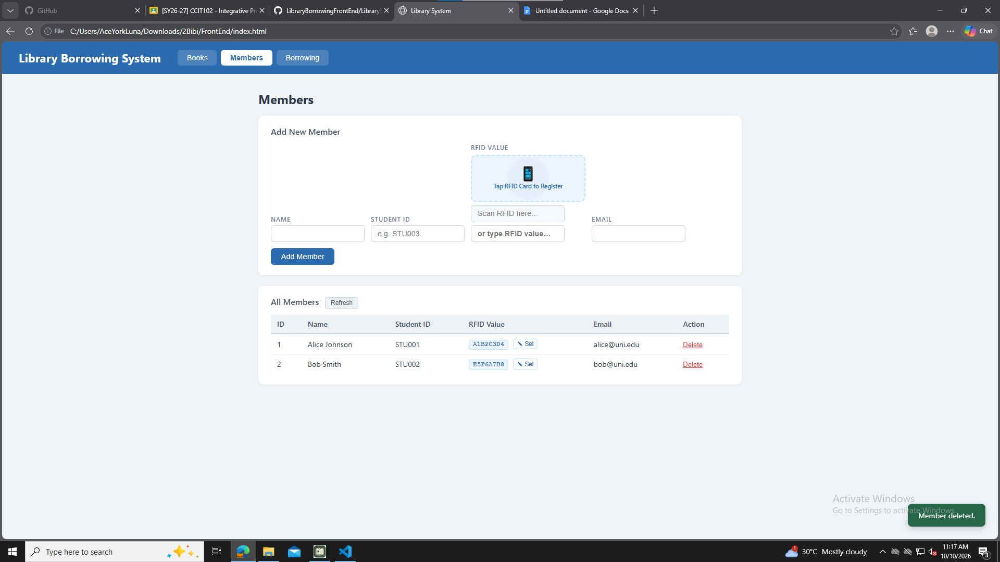 GitHub
[SY26-27] CCIT102 - Integrative Pr
LibraryBorrowingFrontEnd/Library
Library System
Untitled document - Google Docs
File
C:/Users/AceYorkLuna/Downloads/2Bibi/FrontEnd/index.html
Chat
Library Borrowing System
Books
Members
Borrowing
Members
Add New Member
RFID VALUE
Tap RFID Card to Register
Scan RFID here...
NAME
STUDENT ID
EMAIL
e.g. STU003
or type RFID value...
Add Member
All Members
Refresh
ID Name Student ID RFID Value Email Action
1 Alice Johnson STU001 A1B2C3D4 Set alice@uni.edu Delete
2 Bob Smith STU002 E5F6A7B8 Set bob@uni.edu Delete
Activate Windows
Go to Settings to activate Windows.
Member deleted.
Type here to search
1
30°C Mostly cloudy
11:17 AM
10/10/2026
3